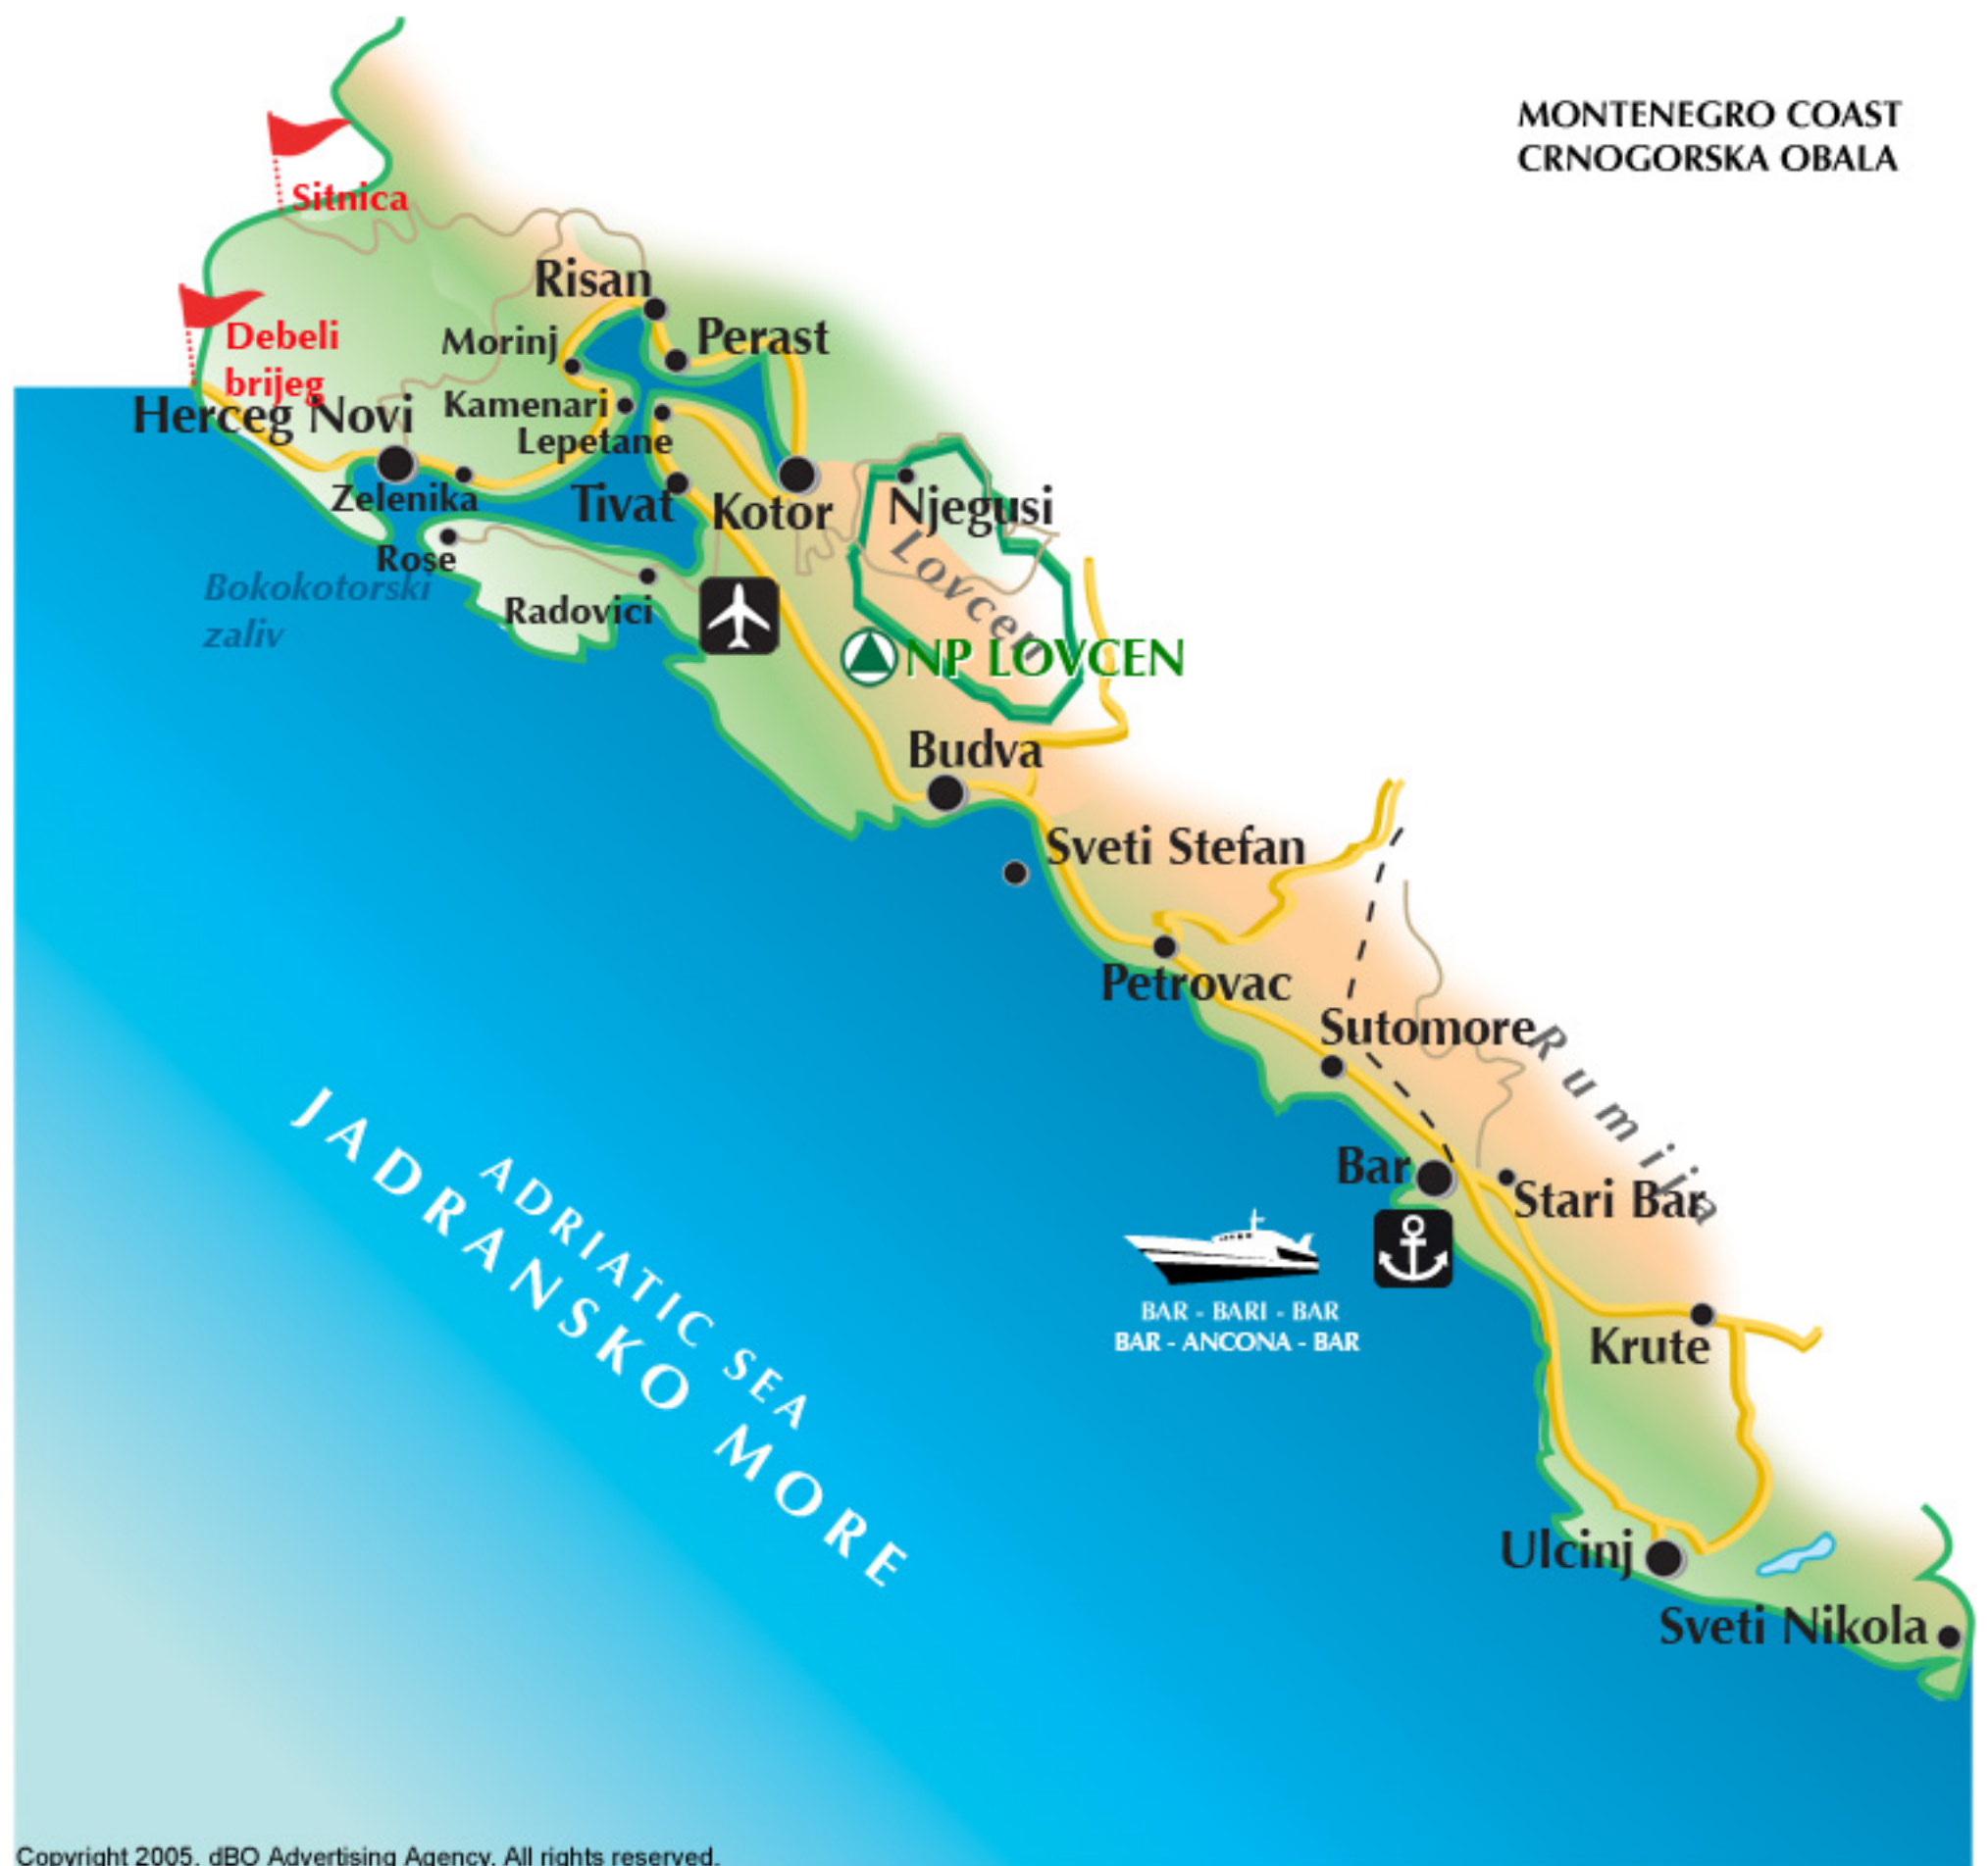 MONTENEGRO COAST
CRNOGORSKA OBALA
Sitnica
Risan
Debeli
brijeg
Morinj
Perast
Herceg Novi
Kamenari
Lepetane
Zelenika
Tivat
Kotor
Njegusi
Rose
Lovcen
Bokokotorski
zaliv
Radovici
NP LOVCEN
Budva
Sveti Stefan
Petrovac
Sutomore
Rumija
Bar
Stari Bar
BAR - BARI - BAR
BAR - ANCONA - BAR
Krute
ADRIATIC SEA
JADRANSKO MORE
Ulcinj
Sveti Nikola
Copyright 2005. dBO Advertising Agency. All rights reserved.